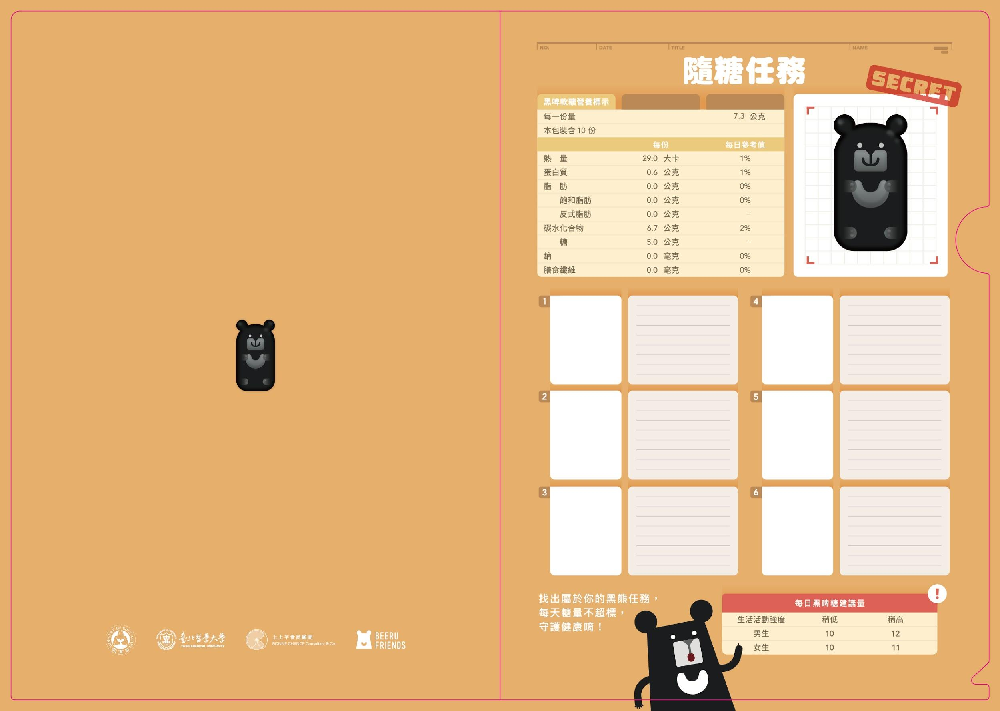 NO.
DATE
TITLE
NAME
隨糖任務
SECRET
黑啤軟糖營養標示
每一份量 7.3 公克
本包裝含10 份
每份 每日參考值
熱 量 29.0 大卡 1%
蛋白質 0.6 公克 1%
脂 肪 0.0 公克 0%
飽和脂肪 0.0 公克 0%
反式脂肪 0.0 公克 –
碳水化合物 6.7 公克 2%
糖 5.0 公克 –
鈉 0.0 毫克 0%
膳食纖維 0.0 毫克 0%
1
4
2
5
3
6
找出屬於你的黑熊任務，
每天糖量不超標，
守護健康唷！
!
每日黑啤糖建議量
生活活動強度 稍低 稍高
男生 10 12
女生 10 11
MINISTRY OF EDUCATION
教育部
臺北醫學大學
TAIPEI MEDICAL UNIVERSITY
上上芊食尚顧問
BONNE CHANCE Consultant & Co.
BEERU
FRIENDS